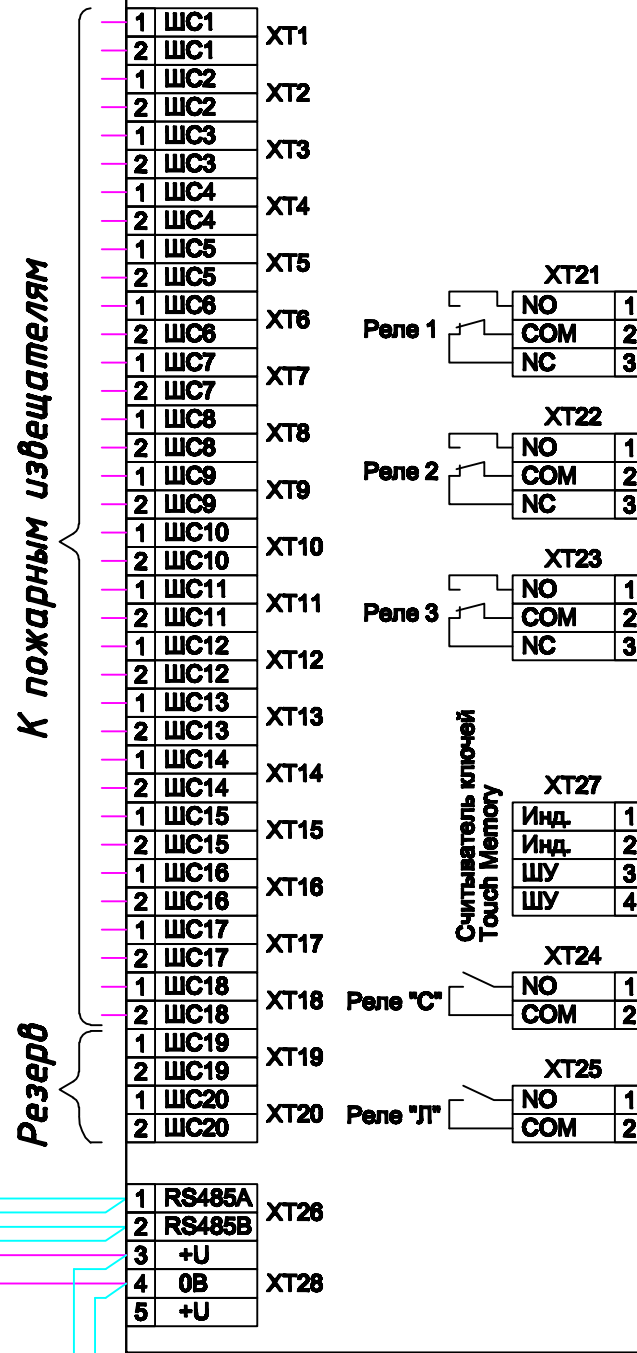 К пожарным извещателям
1 ШС1
2 ШС1
XT1
1 ШС2
2 ШС2
XT2
1 ШС3
2 ШС3
XT3
1 ШС4
2 ШС4
XT4
1 ШС5
2 ШС5
XT5
1 ШС6
2 ШС6
XT6
1 ШС7
2 ШС7
XT7
1 ШС8
2 ШС8
XT8
1 ШС9
2 ШС9
XT9
1 ШС10
2 ШС10
XT10
1 ШС11
2 ШС11
XT11
1 ШС12
2 ШС12
XT12
1 ШС13
2 ШС13
XT13
1 ШС14
2 ШС14
XT14
1 ШС15
2 ШС15
XT15
1 ШС16
2 ШС16
XT16
1 ШС17
2 ШС17
XT17
1 ШС18
2 ШС18
XT18
Резерв
1 ШС19
2 ШС19
XT19
1 ШС20
2 ШС20
XT20
1 RS485A
2 RS485B
XT26
3 +U
4 0В
5 +U
XT28
XT21
Реле 1
NO 1
COM 2
NC 3
XT22
Реле 2
NO 1
COM 2
NC 3
XT23
Реле 3
NO 1
COM 2
NC 3
Считыватель ключей
Touch Memory
XT27
Инд. 1
Инд. 2
ШУ 3
ШУ 4
XT24
Реле "С"
NO 1
COM 2
XT25
Реле "Л"
NO 1
COM 2